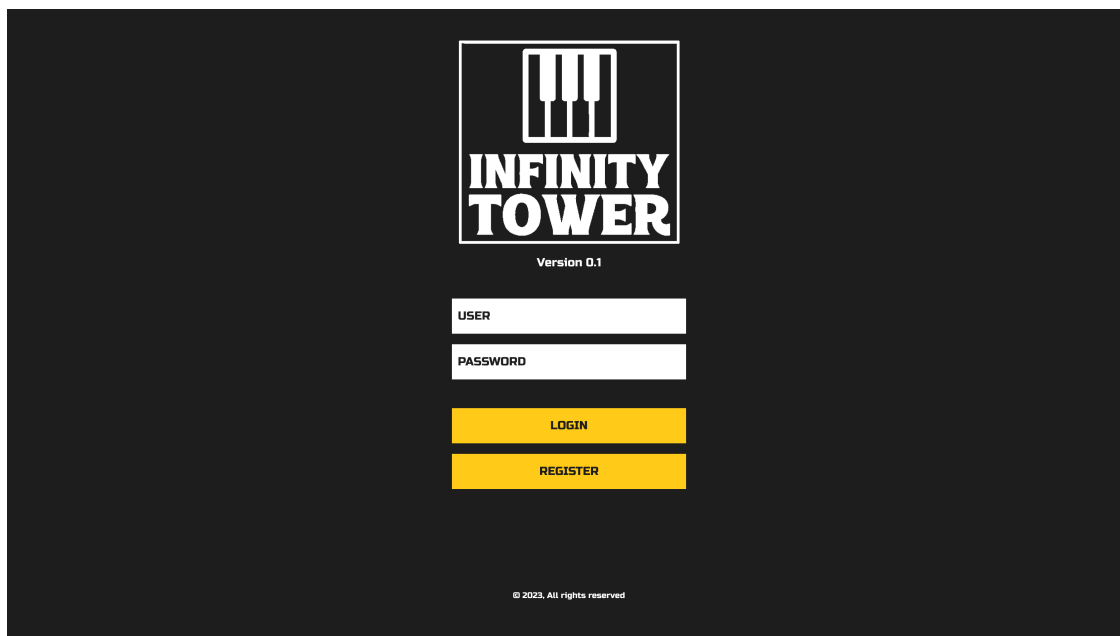 INFINITY
TOWER
Version 0.1
USER
PASSWORD
LOGIN
REGISTER
© 2023, All rights reserved